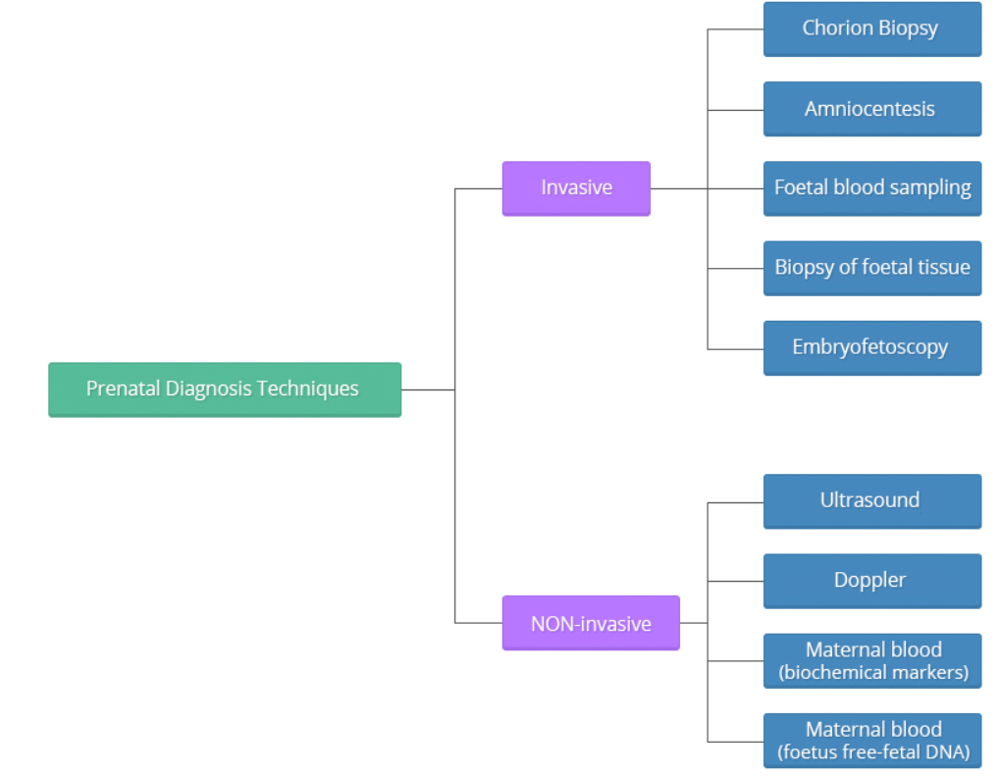 Chorion Biopsy
Amniocentesis
Invasive
Foetal blood sampling
Biopsy of foetal tissue
Embryofetoscopy
Prenatal Diagnosis Techniques
Ultrasound
Doppler
NON-invasive
Maternal blood
(biochemical markers)
Maternal blood
(foetus free-fetal DNA)